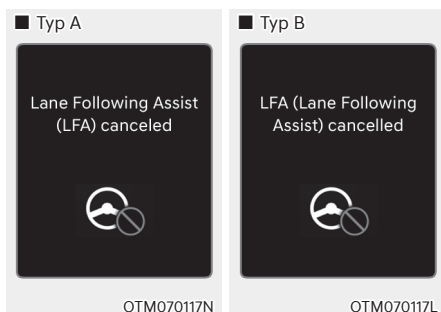 ■ Typ A
Lane Following Assist
(LFA) canceled
OTM070117N
■ Typ B
LFA (Lane Following
Assist) cancelled
OTM070117L